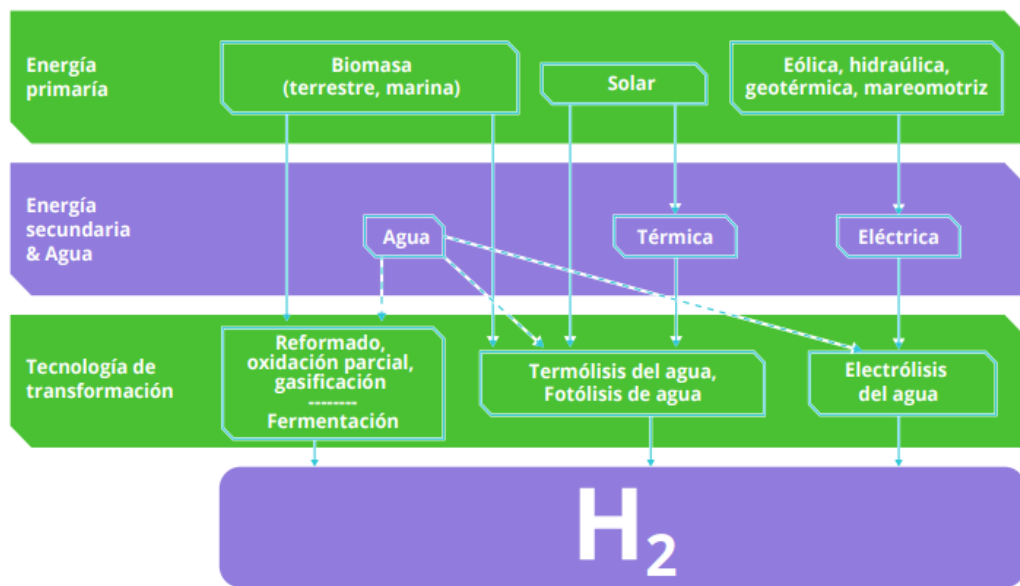 Energía
primaría
Biomasa
(terrestre, marina)
Solar
Eólica, hidraúlica,
geotérmica, mareomotriz
Energía
secundaria
& Agua
Agua
Térmica
Eléctrica
Tecnología de
transformación
Reformado,
oxidación parcial,
gasificación
--------
Fermentación
Termólisis del agua,
Fotólisis de agua
Electrólisis
del agua
H2